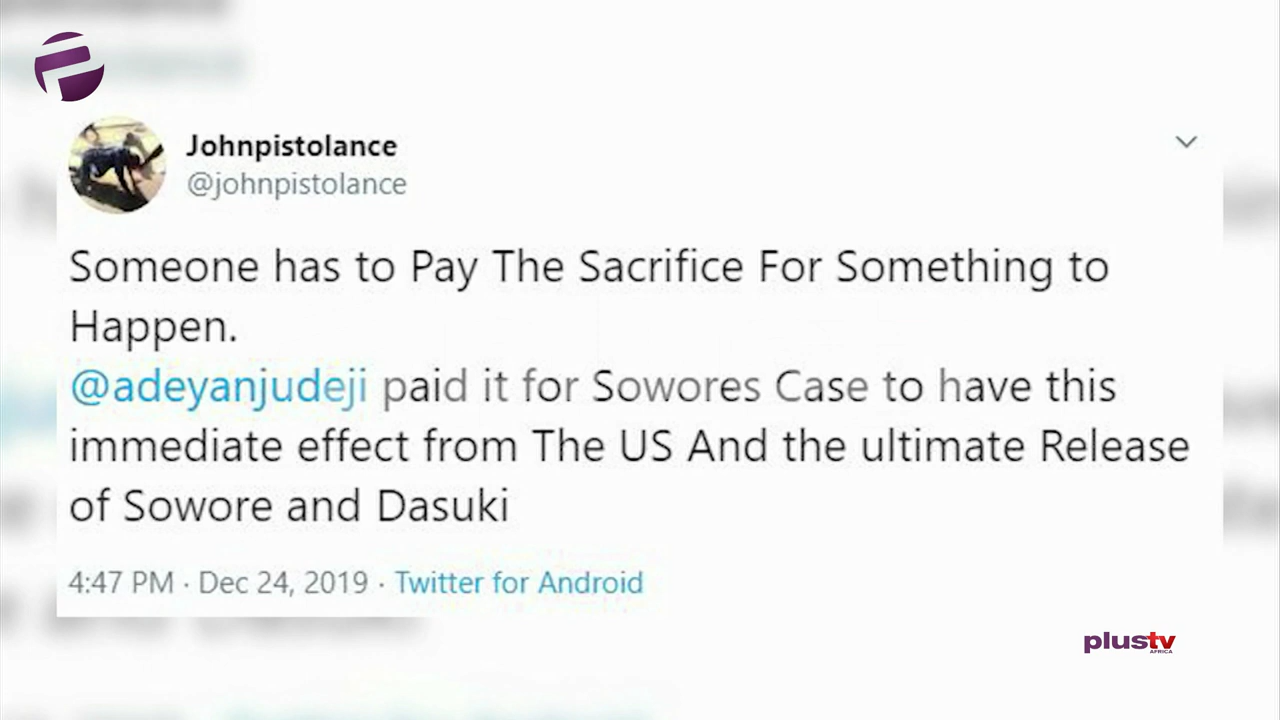 Johnpistolance
@johnpistolance
Someone has to Pay The Sacrifice For Something to
Happen.
@adeyanjudeji paid it for Sowores Case to have this
immediate effect from The US And the ultimate Release
of Sowore and Dasuki
4:47 PM · Dec 24, 2019 · Twitter for Android
plustv
AFRICA